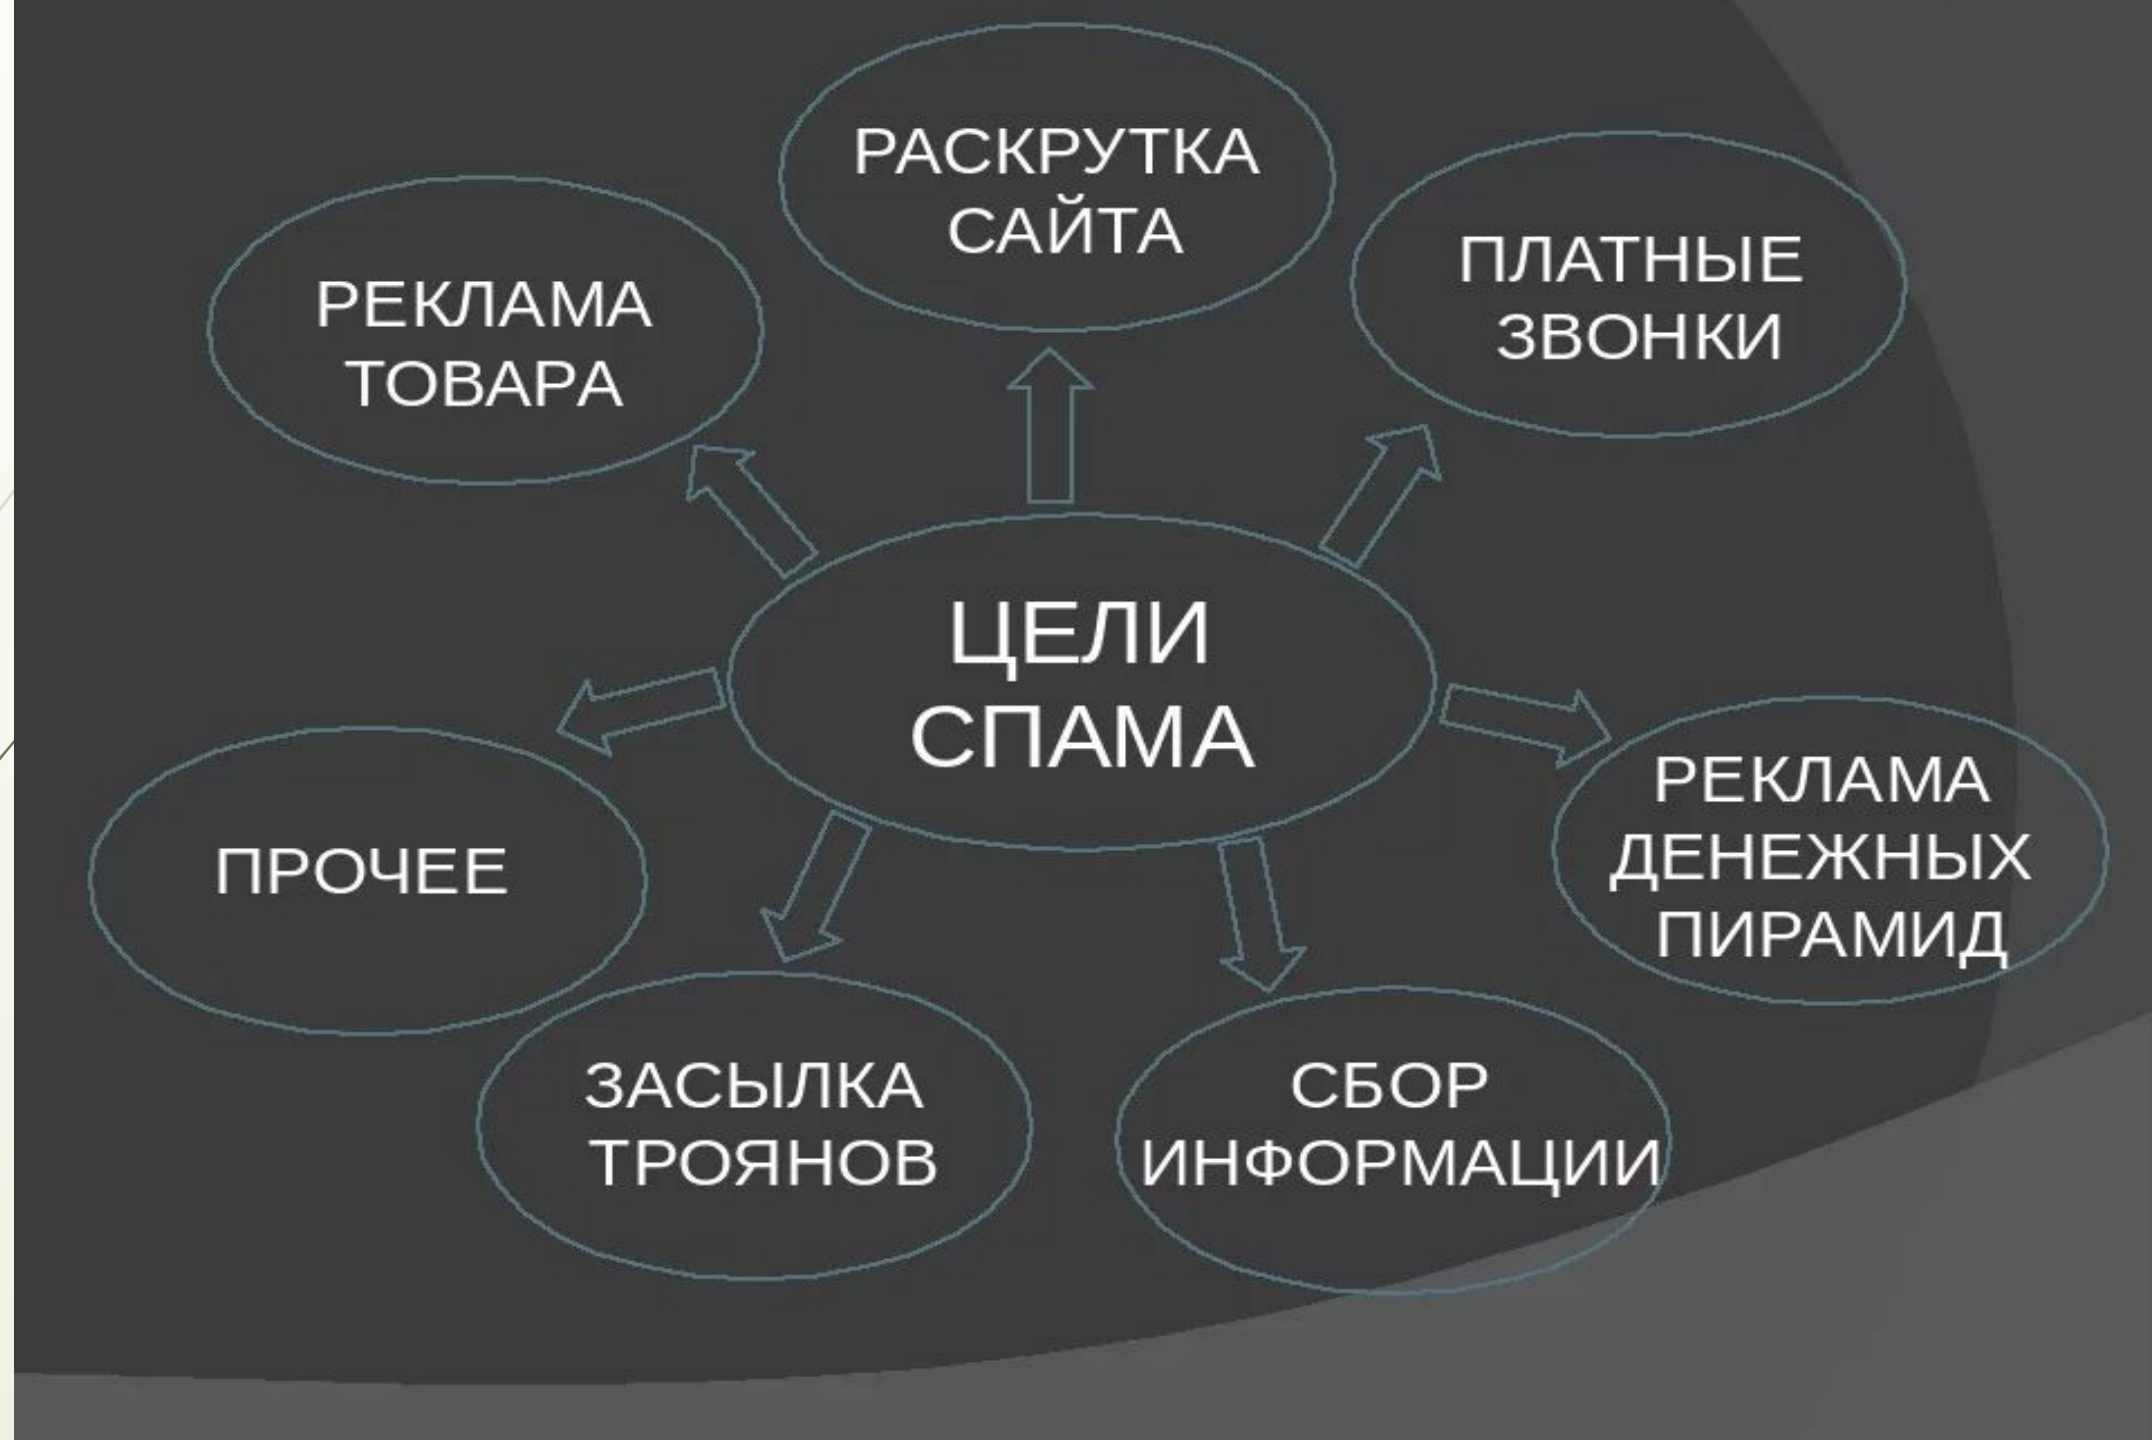 РАСКРУТКА
САЙТА
ПЛАТНЫЕ
ЗВОНКИ
РЕКЛАМА
ТОВАРА
ЦЕЛИ
СПАМА
РЕКЛАМА
ДЕНЕЖНЫХ
ПИРАМИД
ПРОЧЕЕ
ЗАСЫЛКА
ТРОЯНОВ
СБОР
ИНФОРМАЦИИ